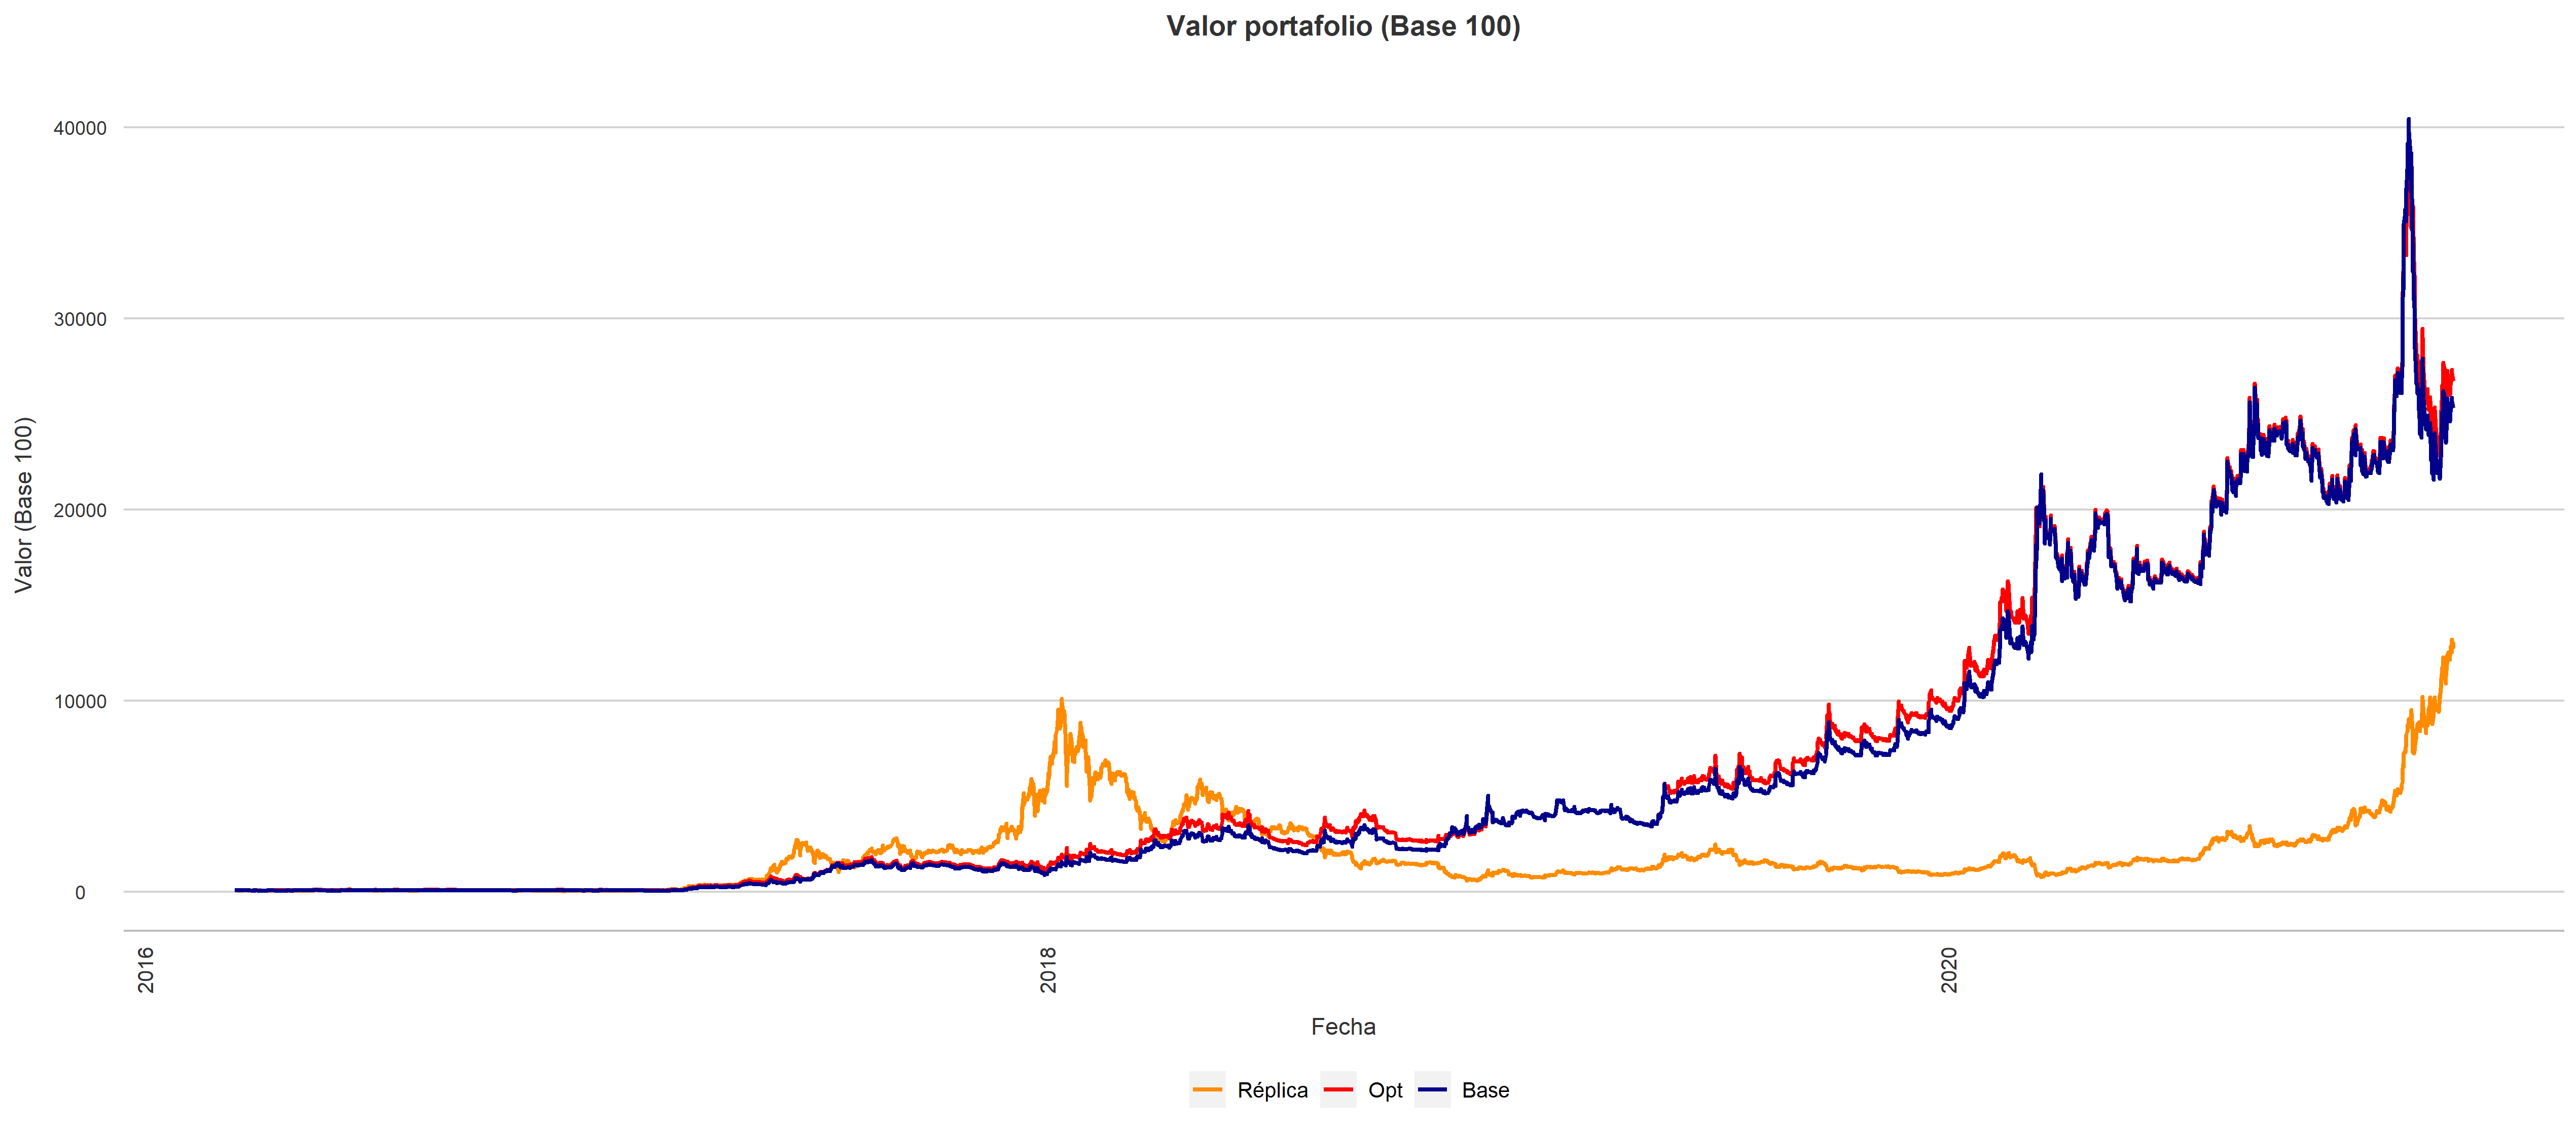 Valor portafolio (Base 100)
40000
30000
20000
10000
0
Valor (Base 100)
2016
2018
2020
Fecha
Réplica
Opt
Base